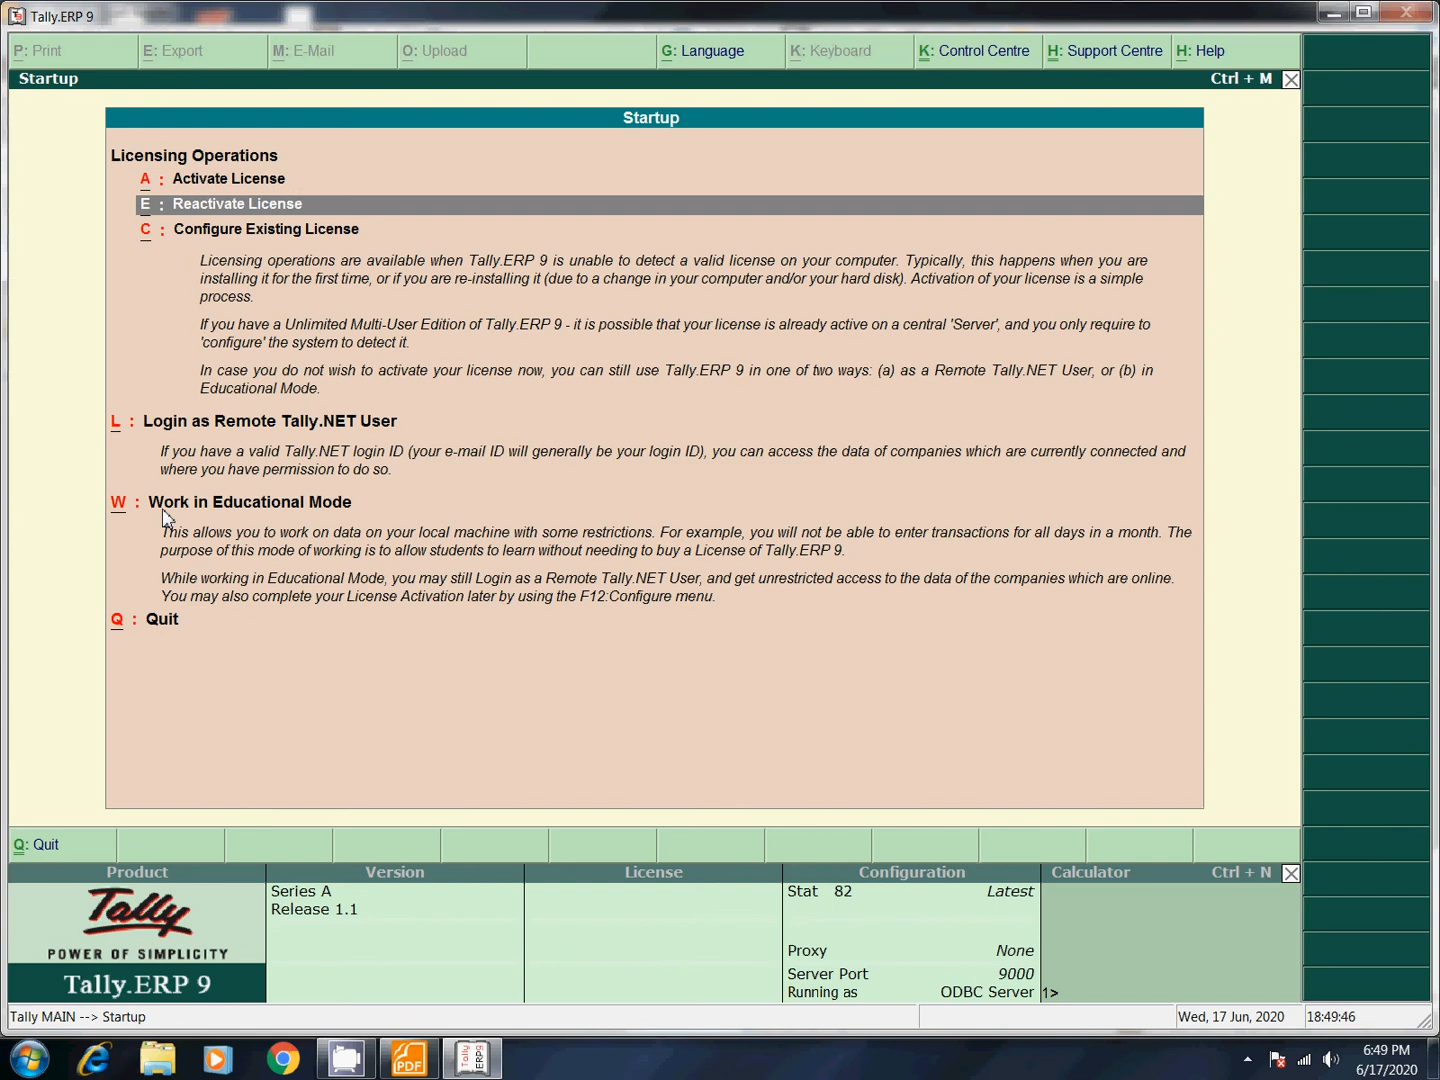 Tally.ERP 9
P: Print
E: Export
M: E-Mail
O: Upload
G: Language
K: Keyboard
K: Control Centre
H: Support Centre
H: Help
Startup
Ctrl + M
Startup
Licensing Operations
A : Activate License
E : Reactivate License
C : Configure Existing License
Licensing operations are available when Tally.ERP 9 is unable to detect a valid license on your computer. Typically, this happens when you are
installing it for the first time, or if you are re-installing it (due to a change in your computer and/or your hard disk). Activation of your license is a simple
process.
If you have a Unlimited Multi-User Edition of Tally.ERP 9 - it is possible that your license is already active on a central 'Server', and you only require to
'configure' the system to detect it.
In case you do not wish to activate your license now, you can still use Tally.ERP 9 in one of two ways: (a) as a Remote Tally.NET User, or (b) in
Educational Mode.
L : Login as Remote Tally.NET User
If you have a valid Tally.NET login ID (your e-mail ID will generally be your login ID), you can access the data of companies which are currently connected and
where you have permission to do so.
W : Work in Educational Mode
This allows you to work on data on your local machine with some restrictions. For example, you will not be able to enter transactions for all days in a month. The
purpose of this mode of working is to allow students to learn without needing to buy a License of Tally.ERP 9.
While working in Educational Mode, you may still Login as a Remote Tally.NET User, and get unrestricted access to the data of the companies which are online.
You may also complete your License Activation later by using the F12:Configure menu.
Q : Quit
Q: Quit
Product
Version
License
Configuration
Calculator
Ctrl + N
Tally
POWER OF SIMPLICITY
Tally.ERP 9
Series A
Release 1.1
Stat 82 Latest
Proxy None
Server Port 9000
Running as ODBC Server
1>
Tally MAIN --> Startup
Wed, 17 Jun, 2020
18:49:46
PDF
Tally
ERP9
6:49 PM
6/17/2020